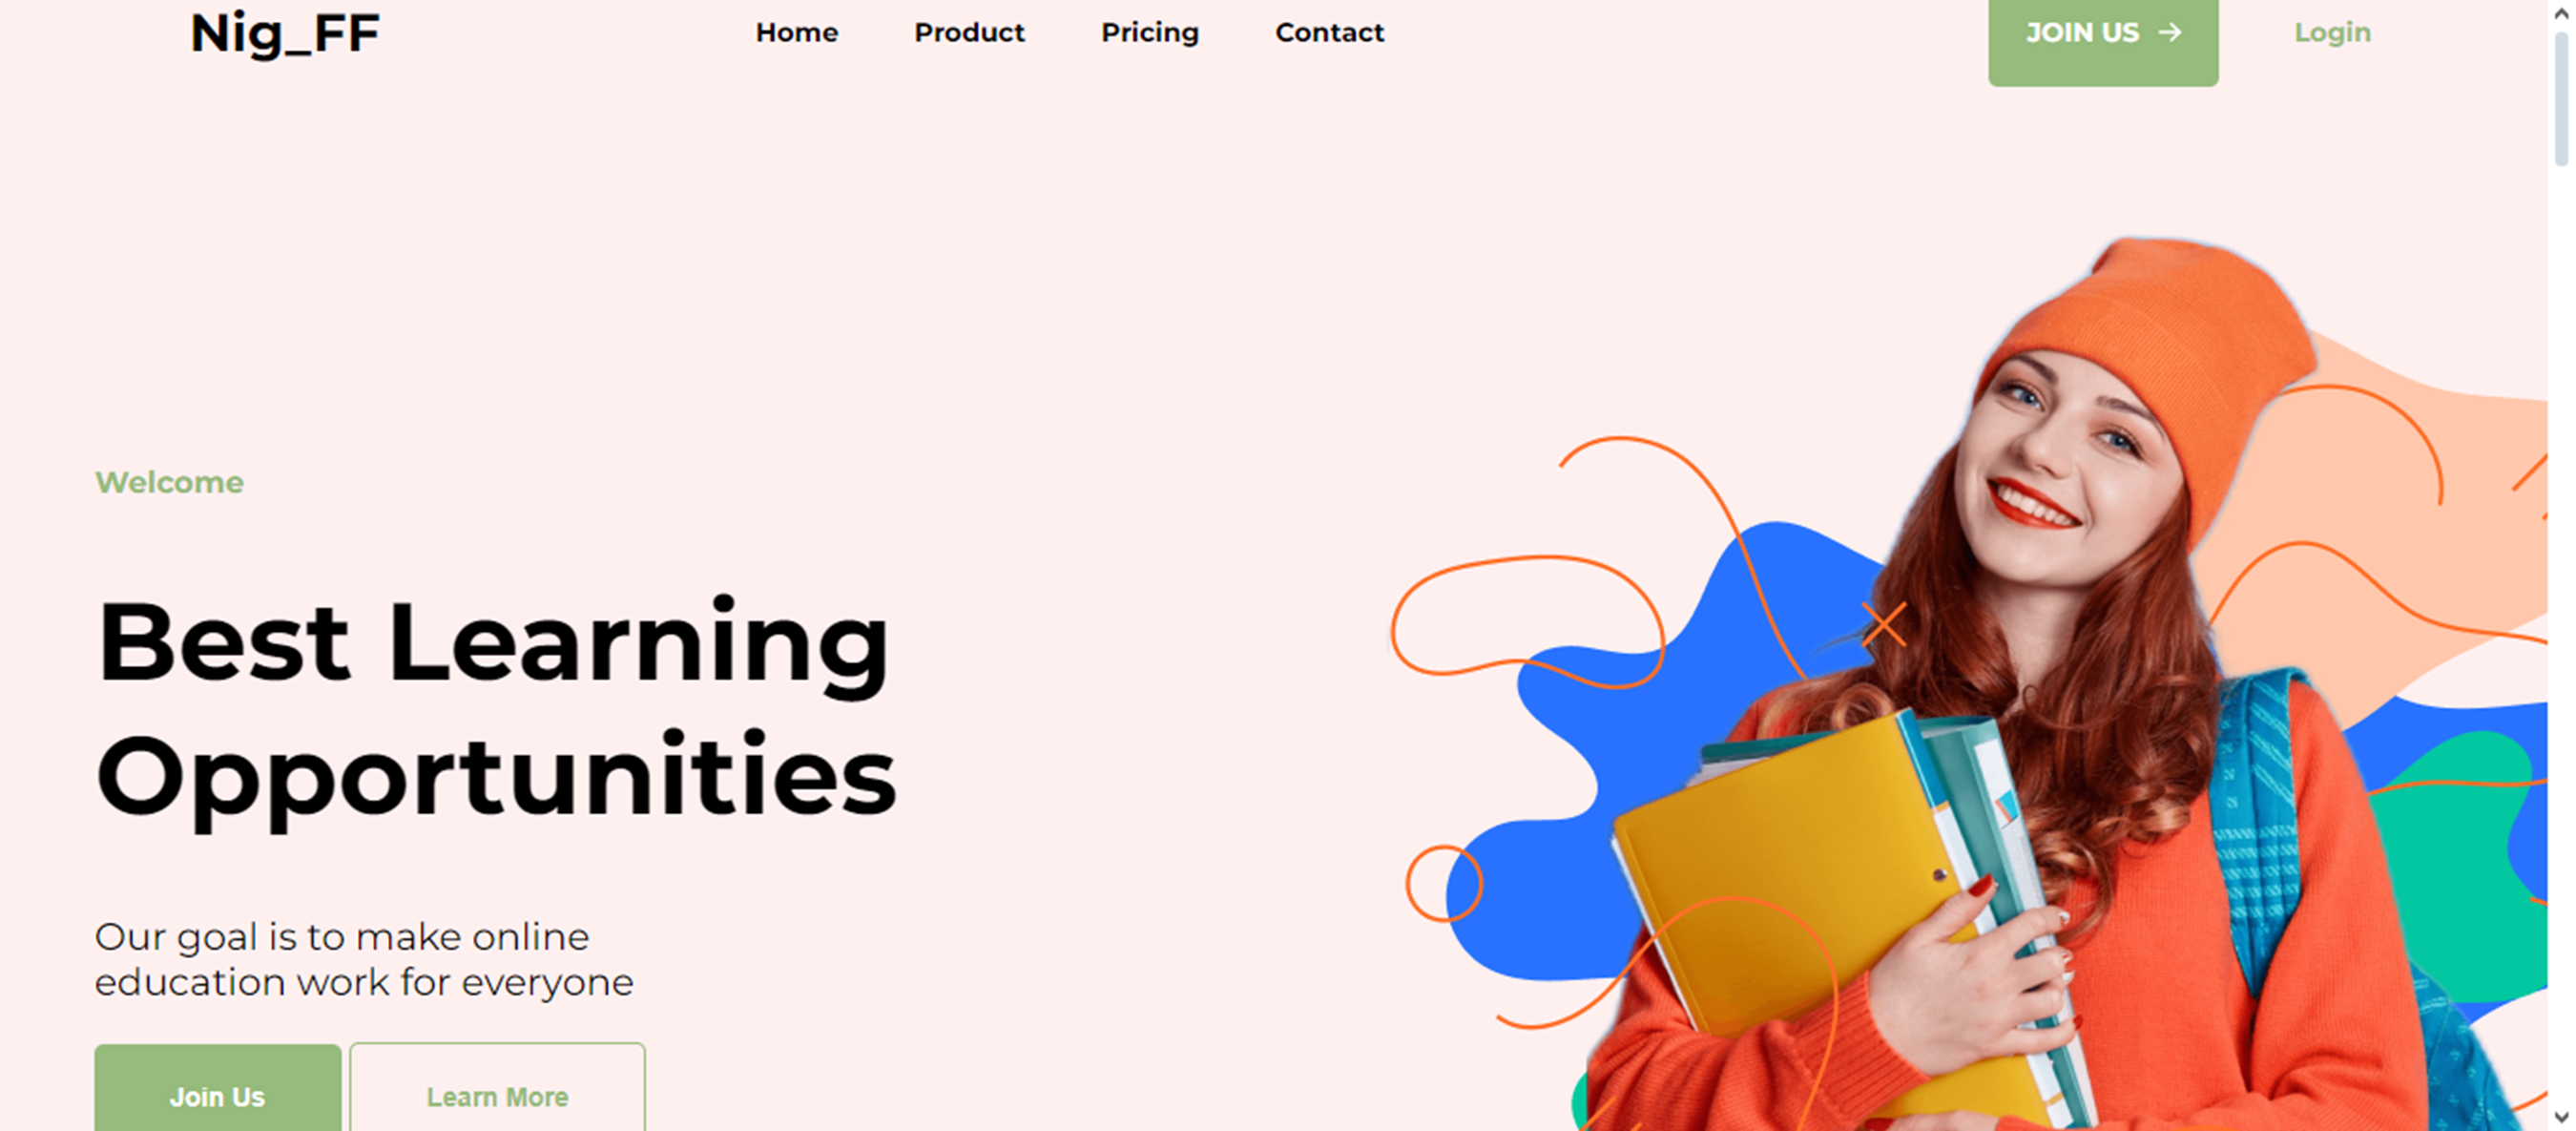 Nig_FF
Home
Product
Pricing
Contact
JOIN US →
Login
Welcome
Best Learning
Opportunities
Our goal is to make online
education work for everyone
Join Us
Learn More